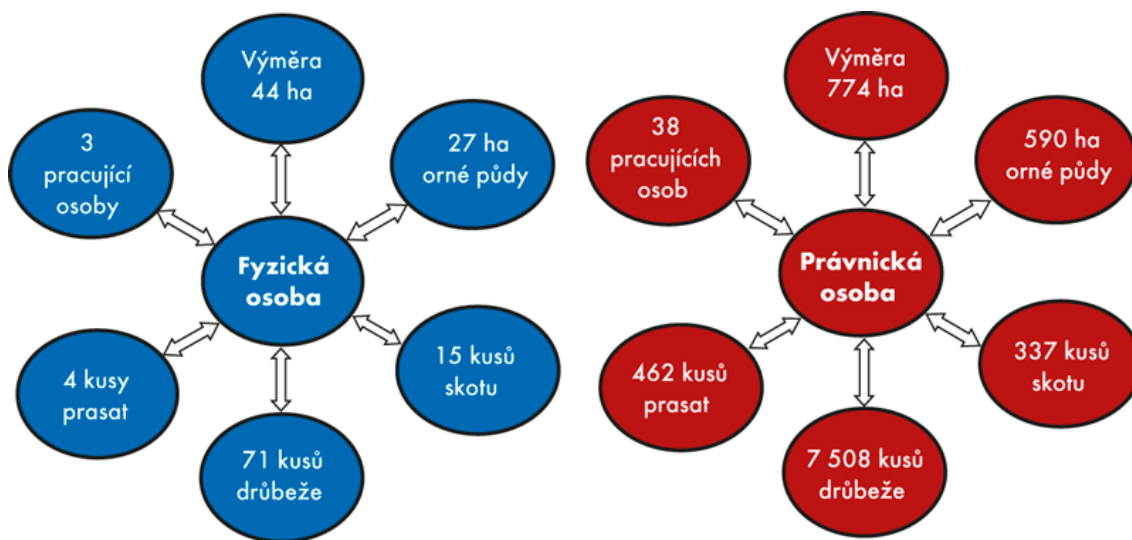 Výměra
44 ha
3
pracující
osoby
27 ha
orné půdy
Fyzická
osoba
4 kusy
prasat
15 kusů
skotu
71 kusů
drůbeže
Výměra
774 ha
38
pracujících
osob
590 ha
orné půdy
Právnická
osoba
462 kusů
prasat
337 kusů
skotu
7 508 kusů
drůbeže